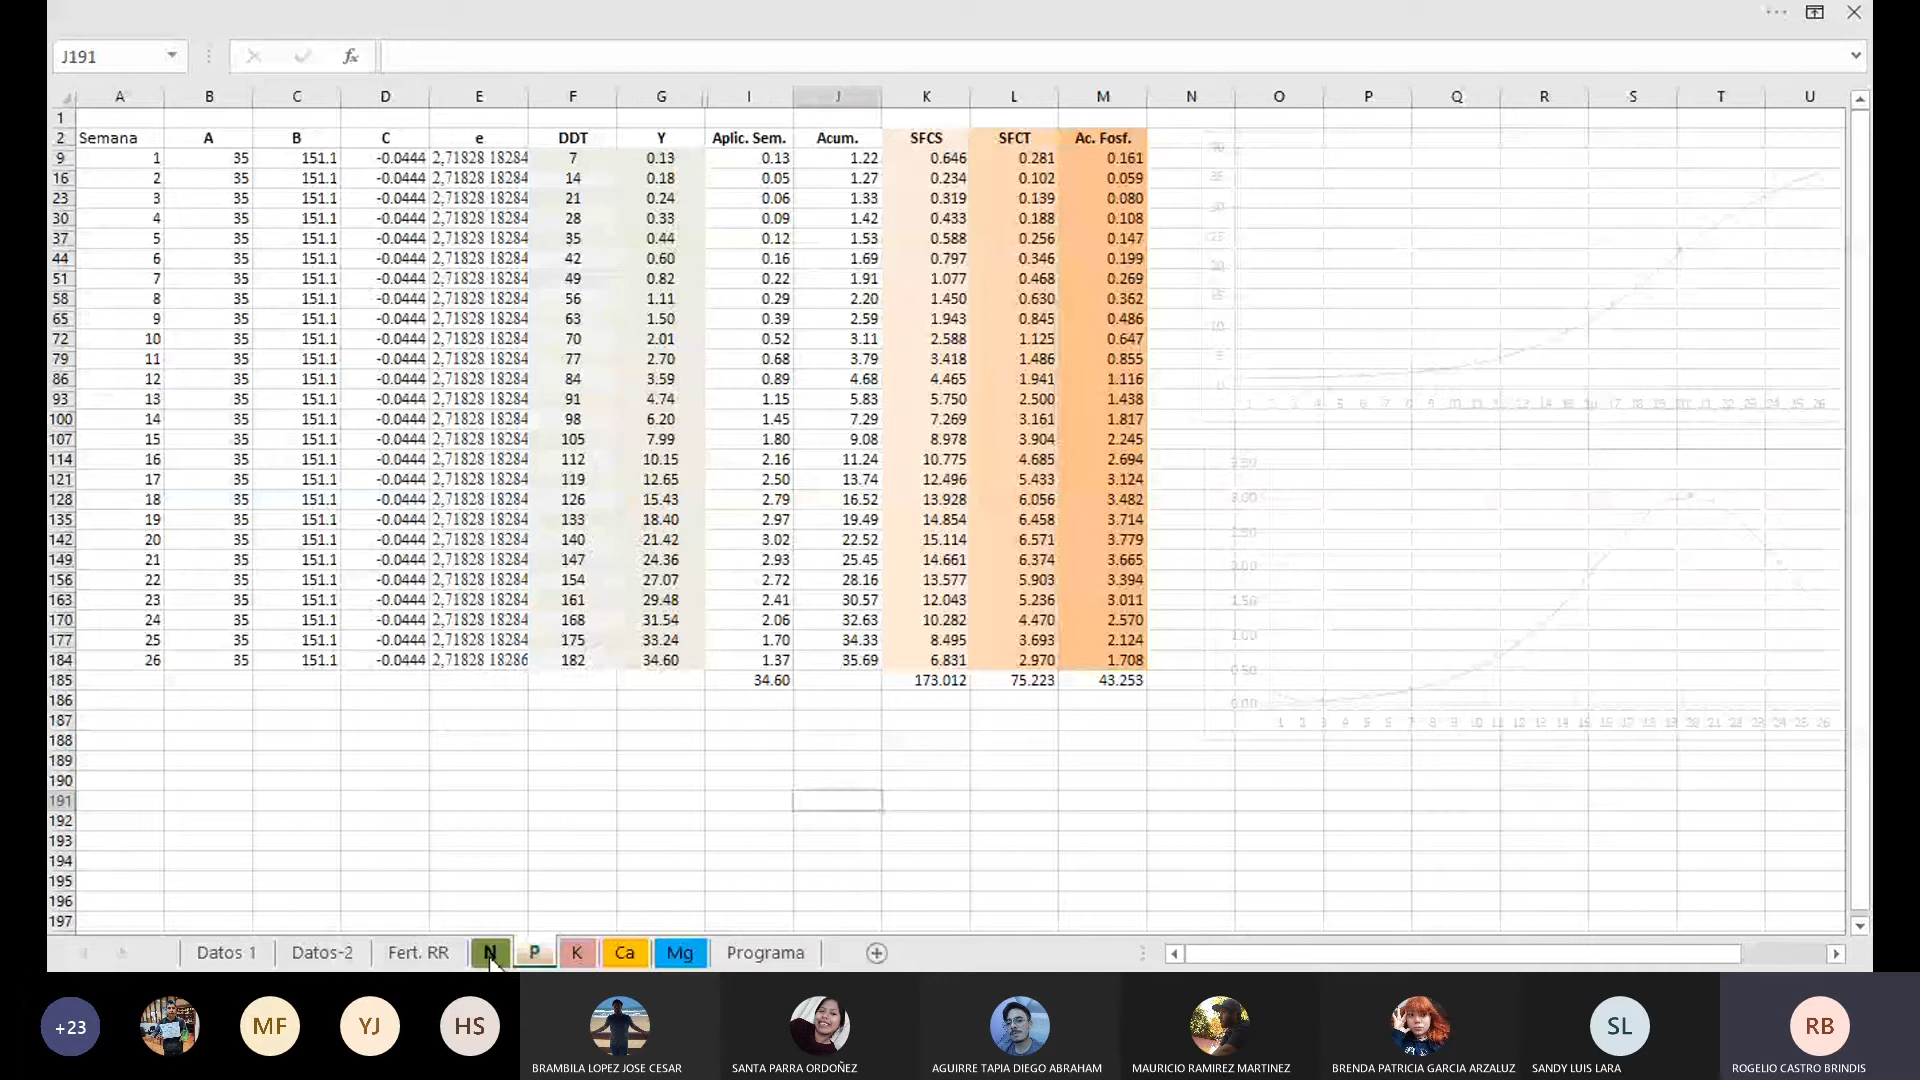 J191
fx
A B C D E F G I J K L M N O P Q R S T U
1
2 Semana A B C e DDT Y Aplic. Sem. Acum. SFCS SFCT Ac. Fosf.
9 1 35 151.1 -0.0444 2,71828 18284 7 0.13 0.13 1.22 0.646 0.281 0.161
16 2 35 151.1 -0.0444 2,71828 18284 14 0.18 0.05 1.27 0.234 0.102 0.059
23 3 35 151.1 -0.0444 2,71828 18284 21 0.24 0.06 1.33 0.319 0.139 0.080
30 4 35 151.1 -0.0444 2,71828 18284 28 0.33 0.09 1.42 0.433 0.188 0.108
37 5 35 151.1 -0.0444 2,71828 18284 35 0.44 0.12 1.53 0.588 0.256 0.147
44 6 35 151.1 -0.0444 2,71828 18284 42 0.60 0.16 1.69 0.797 0.346 0.199
51 7 35 151.1 -0.0444 2,71828 18284 49 0.82 0.22 1.91 1.077 0.468 0.269
58 8 35 151.1 -0.0444 2,71828 18284 56 1.11 0.29 2.20 1.450 0.630 0.362
65 9 35 151.1 -0.0444 2,71828 18284 63 1.50 0.39 2.59 1.943 0.845 0.486
72 10 35 151.1 -0.0444 2,71828 18284 70 2.01 0.52 3.11 2.588 1.125 0.647
79 11 35 151.1 -0.0444 2,71828 18284 77 2.70 0.68 3.79 3.418 1.486 0.855
86 12 35 151.1 -0.0444 2,71828 18284 84 3.59 0.89 4.68 4.465 1.941 1.116
93 13 35 151.1 -0.0444 2,71828 18284 91 4.74 1.15 5.83 5.750 2.500 1.438
100 14 35 151.1 -0.0444 2,71828 18284 98 6.20 1.45 7.29 7.269 3.161 1.817
107 15 35 151.1 -0.0444 2,71828 18284 105 7.99 1.80 9.08 8.978 3.904 2.245
114 16 35 151.1 -0.0444 2,71828 18284 112 10.15 2.16 11.24 10.775 4.685 2.694
121 17 35 151.1 -0.0444 2,71828 18284 119 12.65 2.50 13.74 12.496 5.433 3.124
128 18 35 151.1 -0.0444 2,71828 18284 126 15.43 2.79 16.52 13.928 6.056 3.482
135 19 35 151.1 -0.0444 2,71828 18284 133 18.40 2.97 19.49 14.854 6.458 3.714
142 20 35 151.1 -0.0444 2,71828 18284 140 21.42 3.02 22.52 15.114 6.571 3.779
149 21 35 151.1 -0.0444 2,71828 18284 147 24.36 2.93 25.45 14.661 6.374 3.665
156 22 35 151.1 -0.0444 2,71828 18284 154 27.07 2.72 28.16 13.577 5.903 3.394
163 23 35 151.1 -0.0444 2,71828 18284 161 29.48 2.41 30.57 12.043 5.236 3.011
170 24 35 151.1 -0.0444 2,71828 18284 168 31.54 2.06 32.63 10.282 4.470 2.570
177 25 35 151.1 -0.0444 2,71828 18284 175 33.24 1.70 34.33 8.495 3.693 2.124
184 26 35 151.1 -0.0444 2,71828 18286 182 34.60 1.37 35.69 6.831 2.970 1.708
185 34.60 173.012 75.223 43.253
186
187
188
189
190
191
192
193
194
195
196
197
Datos 1 Datos-2 Fert. RR N P K Ca Mg Programa
+23 MF YJ HS SL RB
BRAMBILA LOPEZ JOSE CESAR SANTA PARRA ORDOÑEZ AGUIRRE TAPIA DIEGO ABRAHAM MAURICIO RAMIREZ MARTINEZ BRENDA PATRICIA GARCIA ARZALUZ SANDY LUIS LARA ROGELIO CASTRO BRINDIS